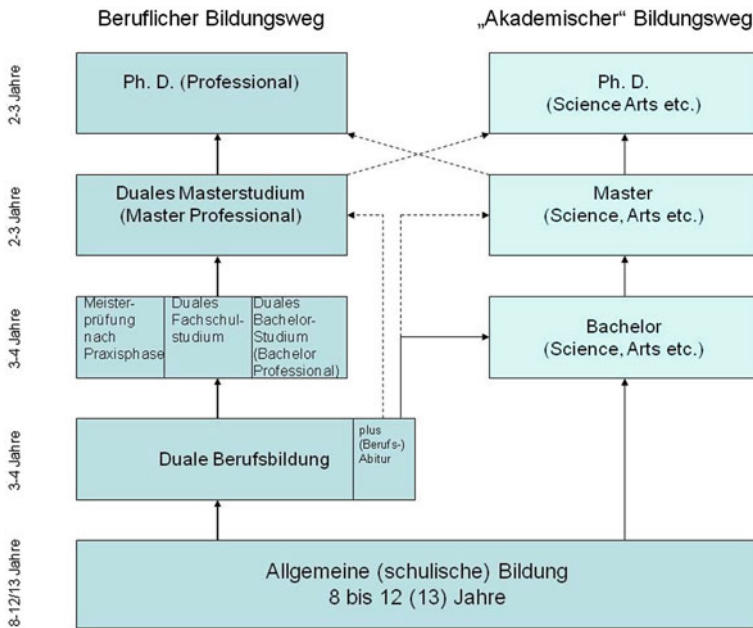 Beruflicher Bildungsweg
„Akademischer“ Bildungsweg
2-3 Jahre
Ph. D. (Professional)
Ph. D.
(Science Arts etc.)
2-3 Jahre
Duales Masterstudium
(Master Professional)
Master
(Science, Arts etc.)
3-4 Jahre
Meister-
prüfung
nach
Praxisphase
Duales
Fachschul-
studium
Duales
Bachelor-
Studium
(Bachelor
Professional)
Bachelor
(Science, Arts etc.)
3-4 Jahre
Duale Berufsbildung
plus
(Berufs-)
Abitur
8-12/13 Jahre
Allgemeine (schulische) Bildung
8 bis 12 (13) Jahre